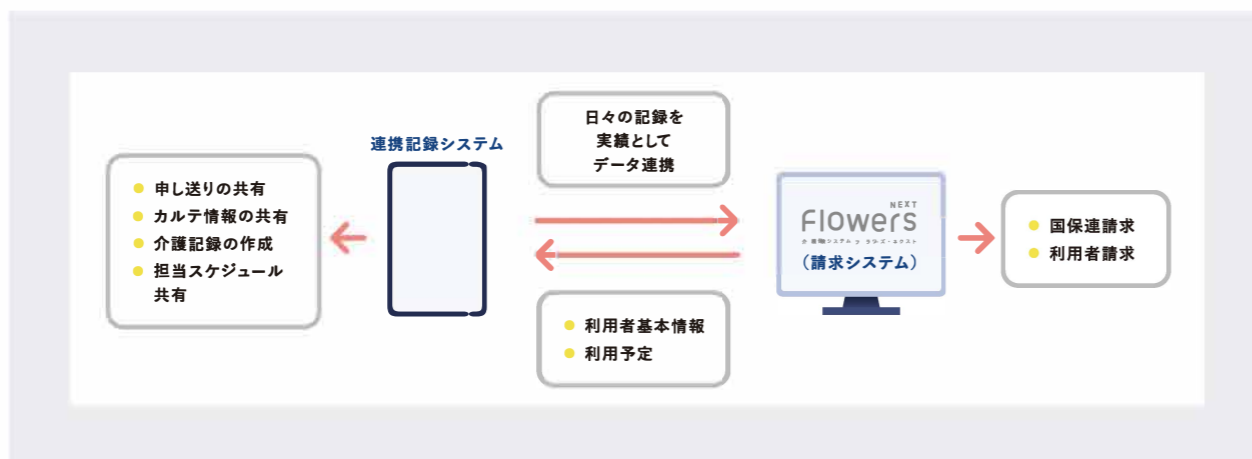 連携記録システム
申し送りの共有
カルテ情報の共有
介護記録の作成
担当スケジュール
共有
日々の記録を
実績として
データ連携
利用者基本情報
利用予定
NEXT
Flowers
(請求システム)
国保連請求
利用者請求